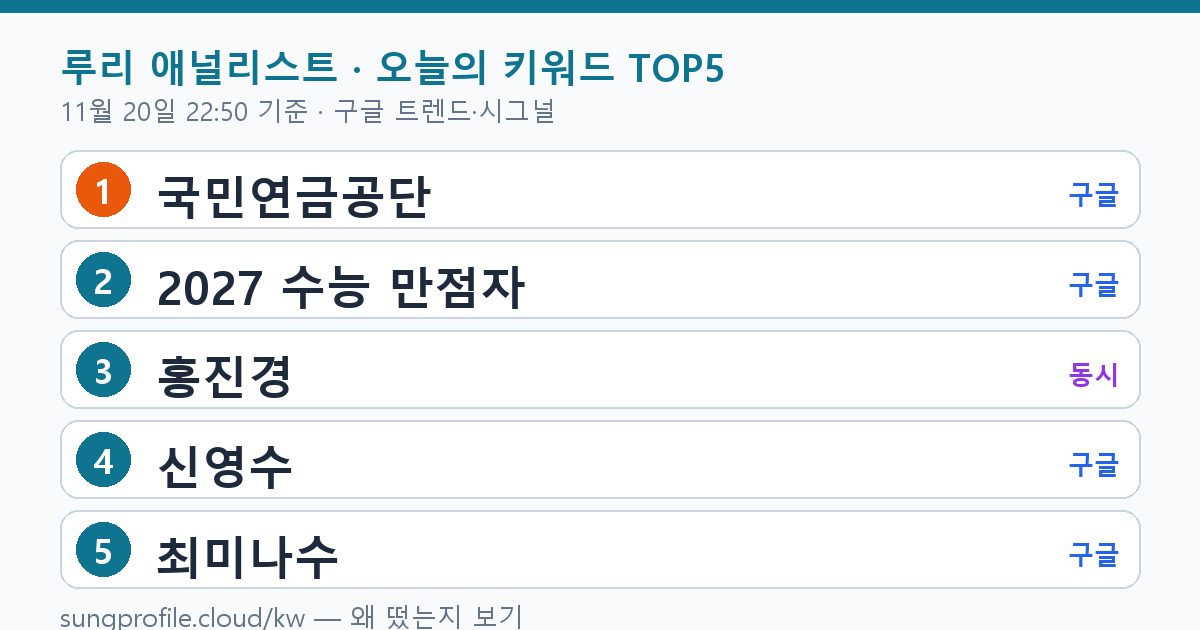 루리 애널리스트 · 오늘의 키워드 TOP5
11월 20일 22:50 기준 · 구글 트렌드·시그널
1 국민연금공단 구글
2 2027 수능 만점자 구글
3 홍진경 동시
4 신영수 구글
5 최미나수 구글
sungprofile.cloud/kw — 왜 떴는지 보기